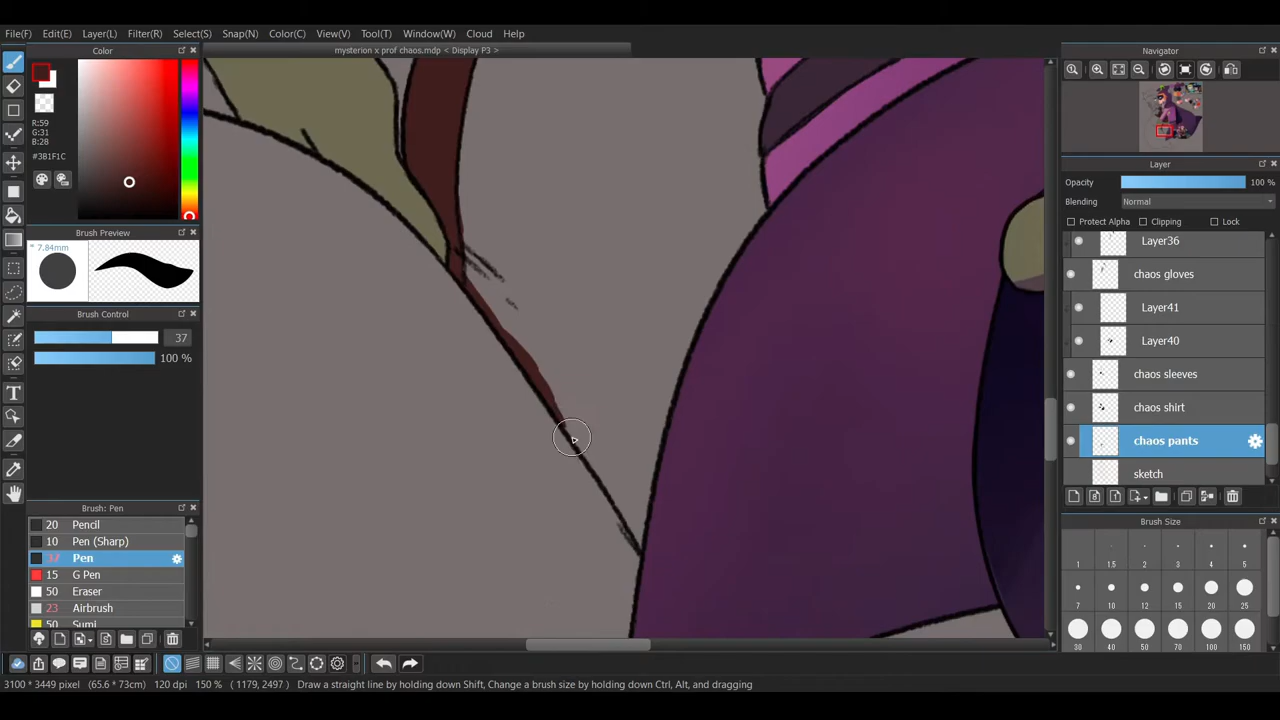 File(F) Edit(E) Layer(L) Filter(R) Select(S) Snap(N) Color(C) View(V) Tool(T) Window(W) Cloud Help
Color
mysterion x prof chaos.mdp < Display P3 >
Navigator
R:59
G:31
B:28
#3B1F1C
Brush Preview
* 7.84mm
Brush Control
37
100 %
Brush: Pen
20 Pencil
10 Pen (Sharp)
37 Pen
15 G Pen
50 Eraser
23 Airbrush
50 Sumi
Layer
Opacity 100 %
Blending Normal
Protect Alpha Clipping Lock
Layer36
chaos gloves
Layer41
Layer40
chaos sleeves
chaos shirt
chaos pants
sketch
Brush Size
1 1.5 2 3 4 5
7 10 12 15 20 25
30 40 50 70 100 150
3100 * 3449 pixel (65.6 * 73cm) 120 dpi 150 % ( 1179, 2497 ) Draw a straight line by holding down Shift, Change a brush size by holding down Ctrl, Alt, and dragging